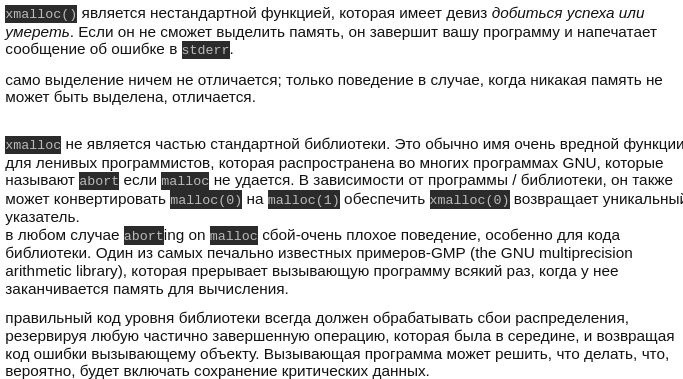 xmalloc() является нестандартной функцией, которая имеет девиз добиться успеха или
умереть. Если он не сможет выделить память, он завершит вашу программу и напечатает
сообщение об ошибке в stderr.
само выделение ничем не отличается; только поведение в случае, когда никакая память не
может быть выделена, отличается.
xmalloc не является частью стандартной библиотеки. Это обычно имя очень вредной функции
для ленивых программистов, которая распространена во многих программах GNU, которые
называют abort если malloc не удается. В зависимости от программы / библиотеки, он также
может конвертировать malloc(0) на malloc(1) обеспечить xmalloc(0) возвращает уникальный
указатель.
в любом случае aborting on malloc сбой-очень плохое поведение, особенно для кода
библиотеки. Один из самых печально известных примеров-GMP (the GNU multiprecision
arithmetic library), которая прерывает вызывающую программу всякий раз, когда у нее
заканчивается память для вычисления.
правильный код уровня библиотеки всегда должен обрабатывать сбои распределения,
резервируя любую частично завершенную операцию, которая была в середине, и возвращая
код ошибки вызывающему объекту. Вызывающая программа может решить, что делать, что,
вероятно, будет включать сохранение критических данных.